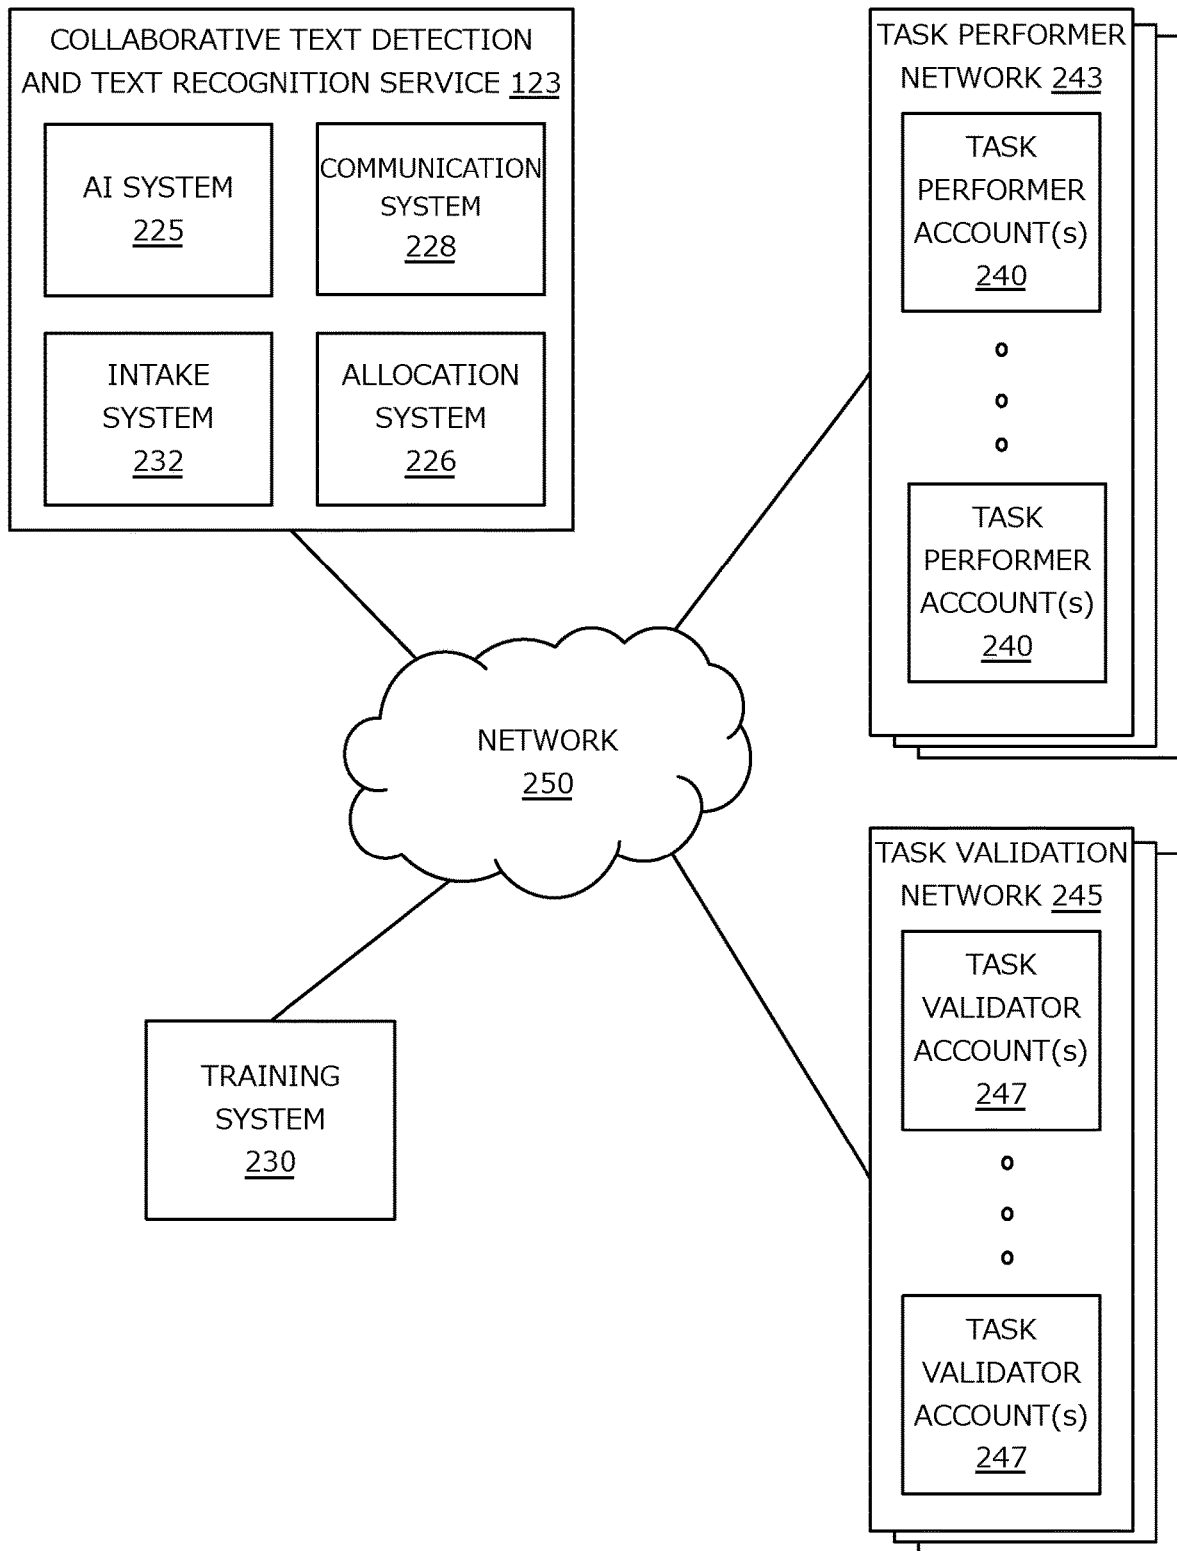 COLLABORATIVE TEXT DETECTION
AND TEXT RECOGNITION SERVICE 123
AI SYSTEM
225
COMMUNICATION
SYSTEM
228
INTAKE
SYSTEM
232
ALLOCATION
SYSTEM
226
TASK PERFORMER
NETWORK 243
TASK
PERFORMER
ACCOUNT(s)
240
TASK
PERFORMER
ACCOUNT(s)
240
NETWORK
250
TASK VALIDATION
NETWORK 245
TASK
VALIDATOR
ACCOUNT(s)
247
TASK
VALIDATOR
ACCOUNT(s)
247
TRAINING
SYSTEM
230